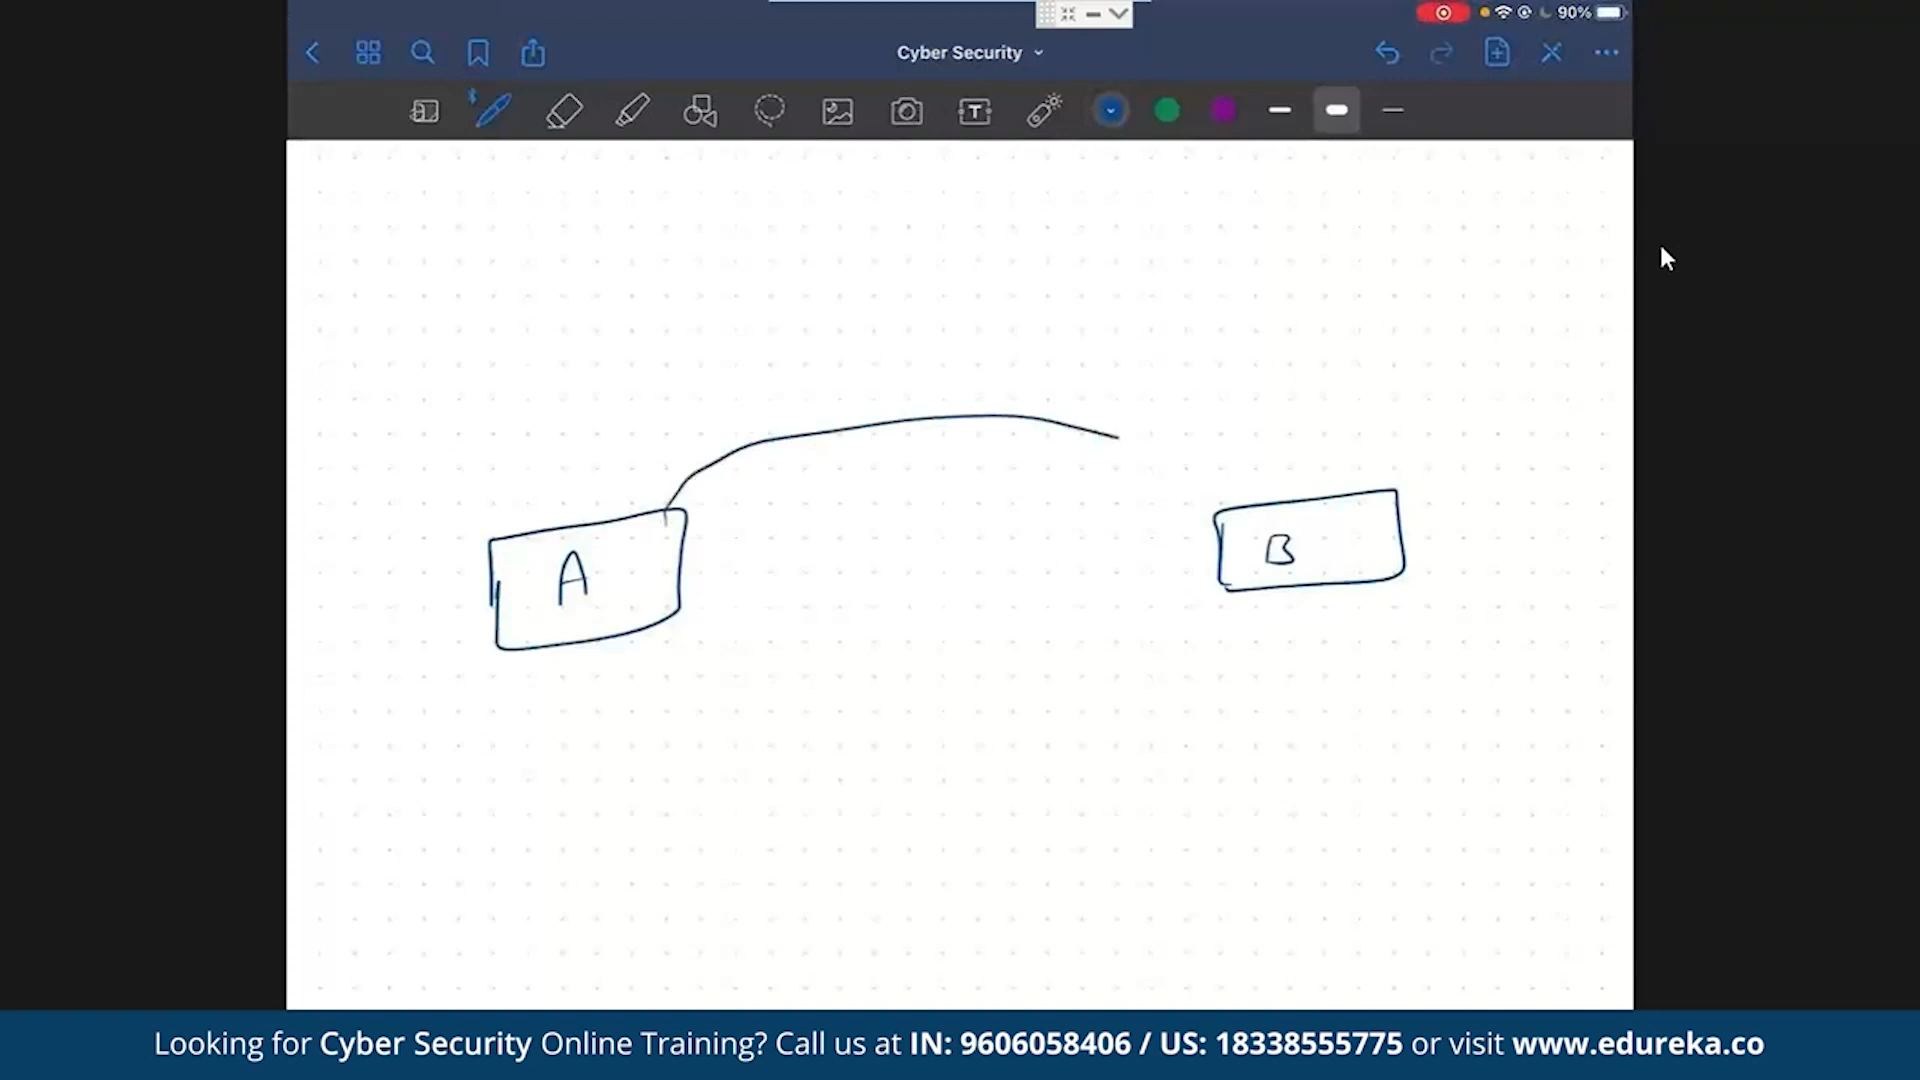 90%
Cyber Security
T
A
B
Looking for Cyber Security Online Training? Call us at IN: 9606058406 / US: 18338555775 or visit www.edureka.co